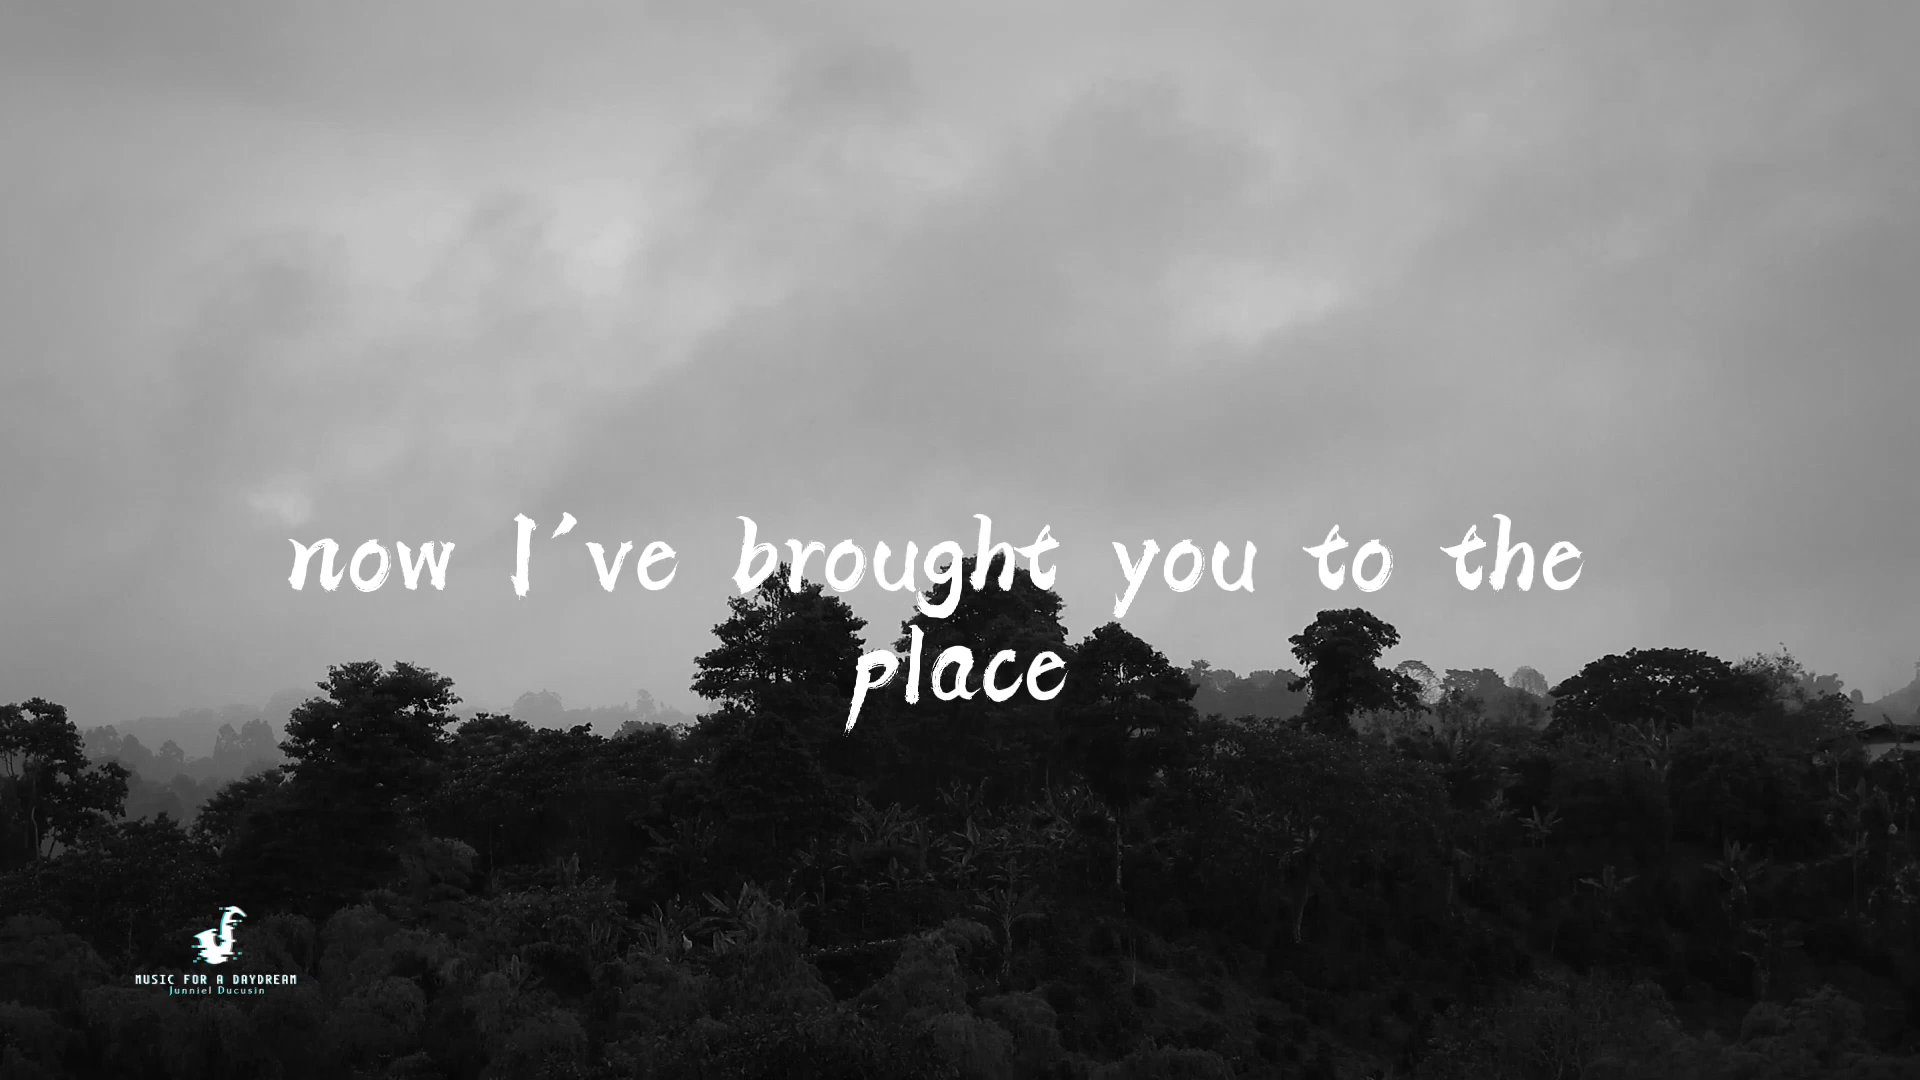 now I've brought you to the
place
MUSIC FOR A DAYDREAM
Junniel Ducusin